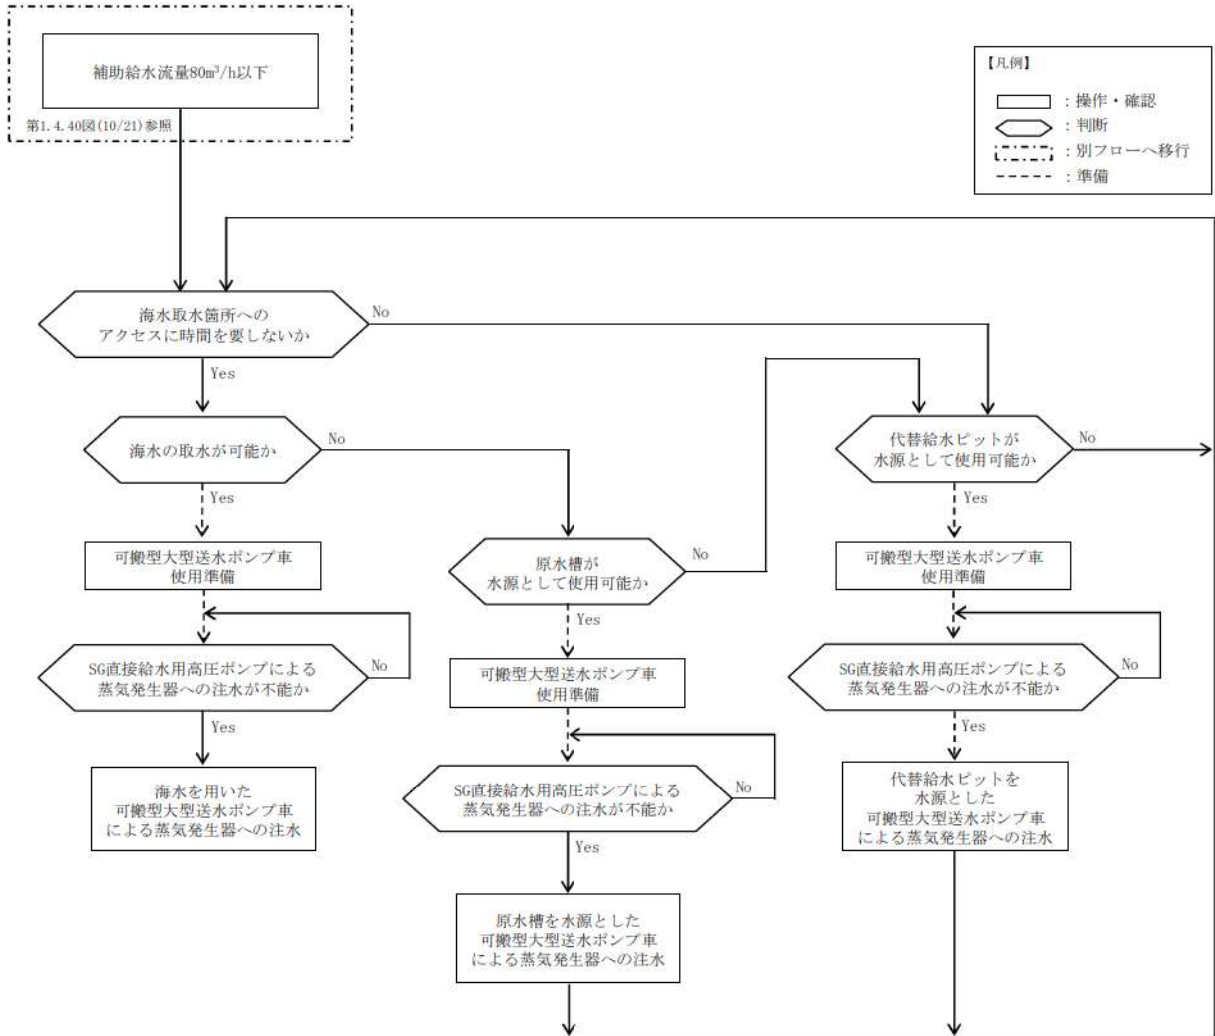 補助給水流量80m³/h以下
第1.4.40図(10/21)参照
【凡例】
：操作・確認
：判断
：別フローへ移行
：準備
海水取水箇所への
アクセスに時間を要しないか
No
Yes
海水の取水が可能か
No
Yes
代替給水ピットが
水源として使用可能か
No
Yes
可搬型大型送水ポンプ車
使用準備
原水槽が
水源として使用可能か
No
Yes
可搬型大型送水ポンプ車
使用準備
SG直接給水用高圧ポンプによる
蒸気発生器への注水が不能か
No
Yes
可搬型大型送水ポンプ車
使用準備
SG直接給水用高圧ポンプによる
蒸気発生器への注水が不能か
No
Yes
海水を用いた
可搬型大型送水ポンプ車
による蒸気発生器への注水
SG直接給水用高圧ポンプによる
蒸気発生器への注水が不能か
No
Yes
代替給水ピットを
水源とした
可搬型大型送水ポンプ車
による蒸気発生器への注水
原水槽を水源とした
可搬型大型送水ポンプ車
による蒸気発生器への注水